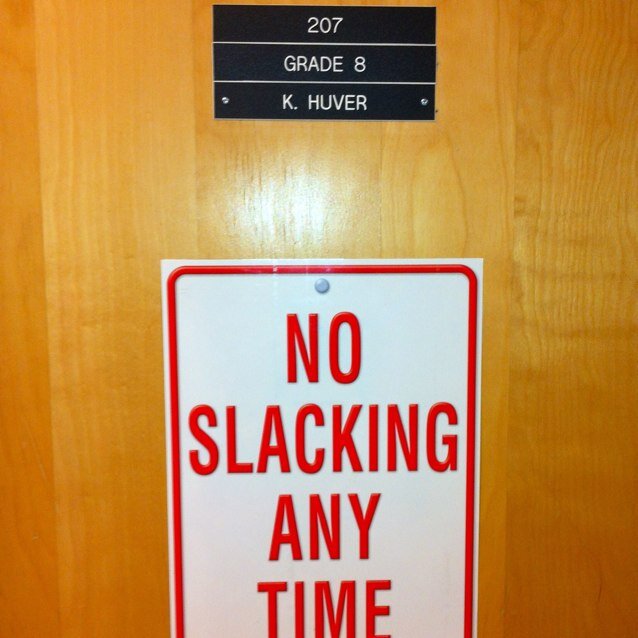 207
GRADE 8
K. HUVER
NO
SLACKING
ANY
TIME